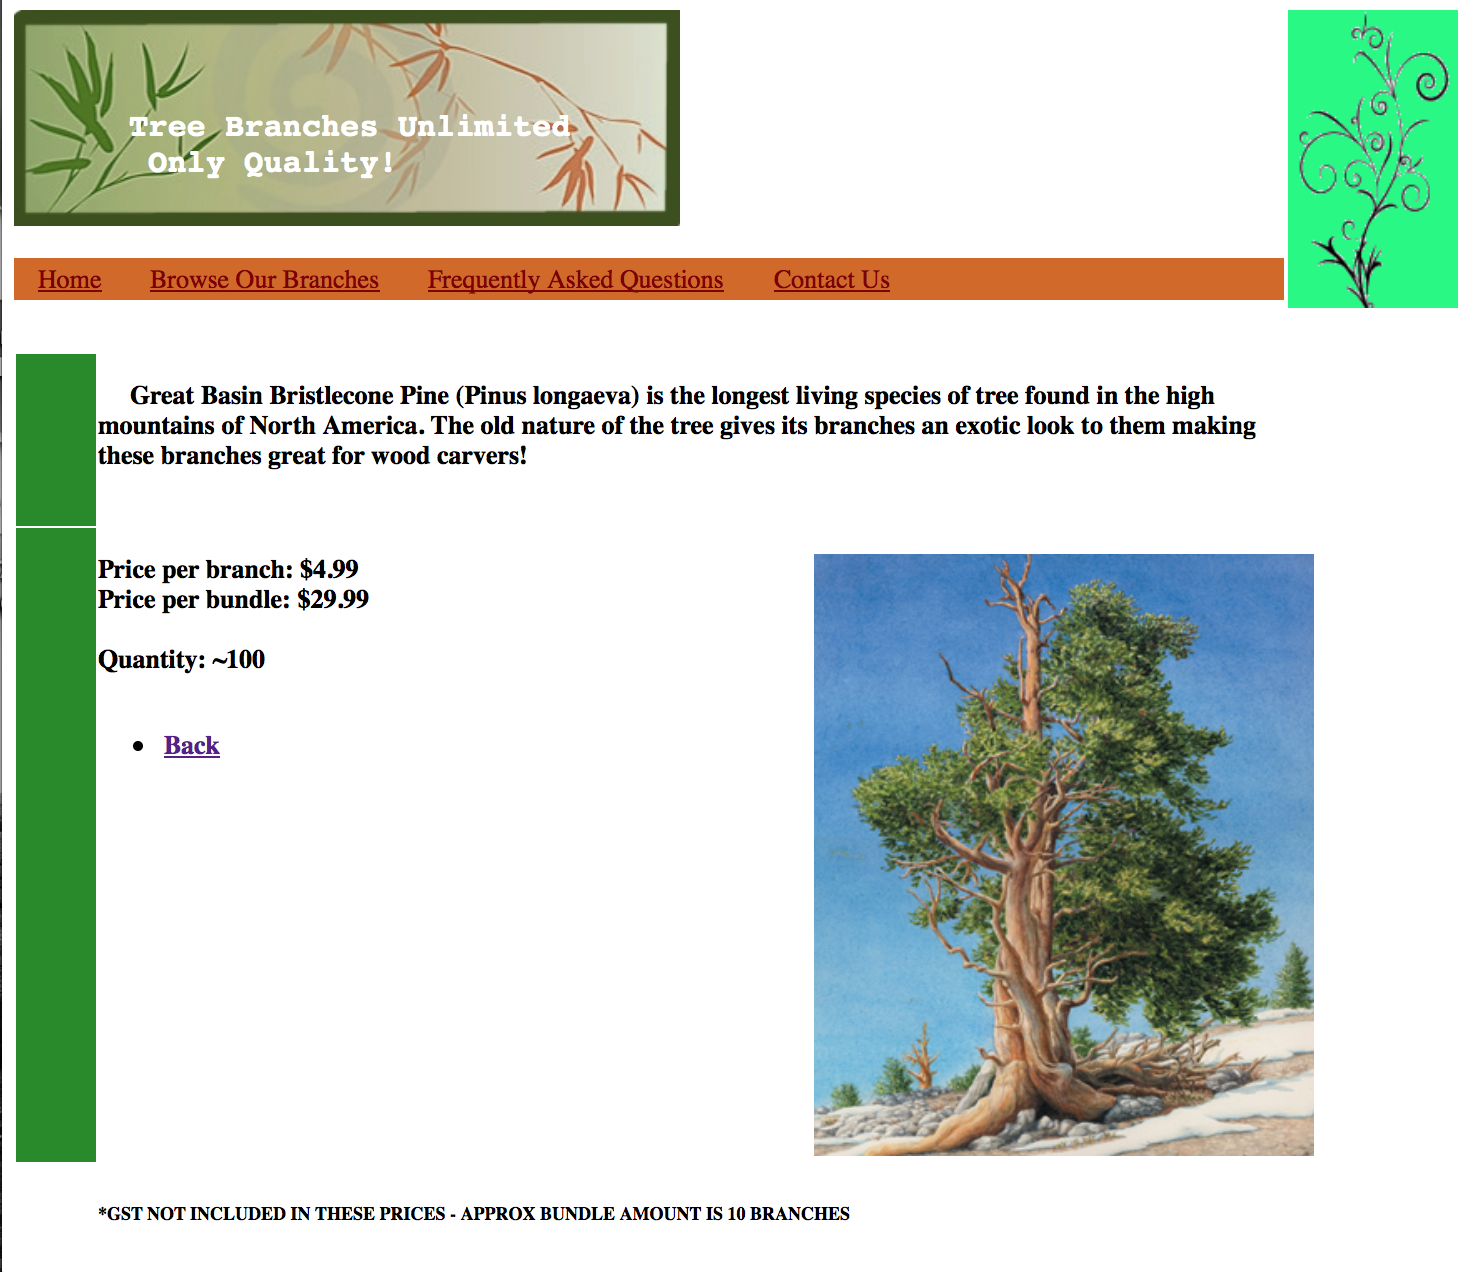 Tree Branches Unlimited
Only Quality!
Home Browse Our Branches Frequently Asked Questions Contact Us
Great Basin Bristlecone Pine (Pinus longaeva) is the longest living species of tree found in the high
mountains of North America. The old nature of the tree gives its branches an exotic look to them making
these branches great for wood carvers!
Price per branch: $4.99
Price per bundle: $29.99
Quantity: ~100
• Back
*GST NOT INCLUDED IN THESE PRICES - APPROX BUNDLE AMOUNT IS 10 BRANCHES